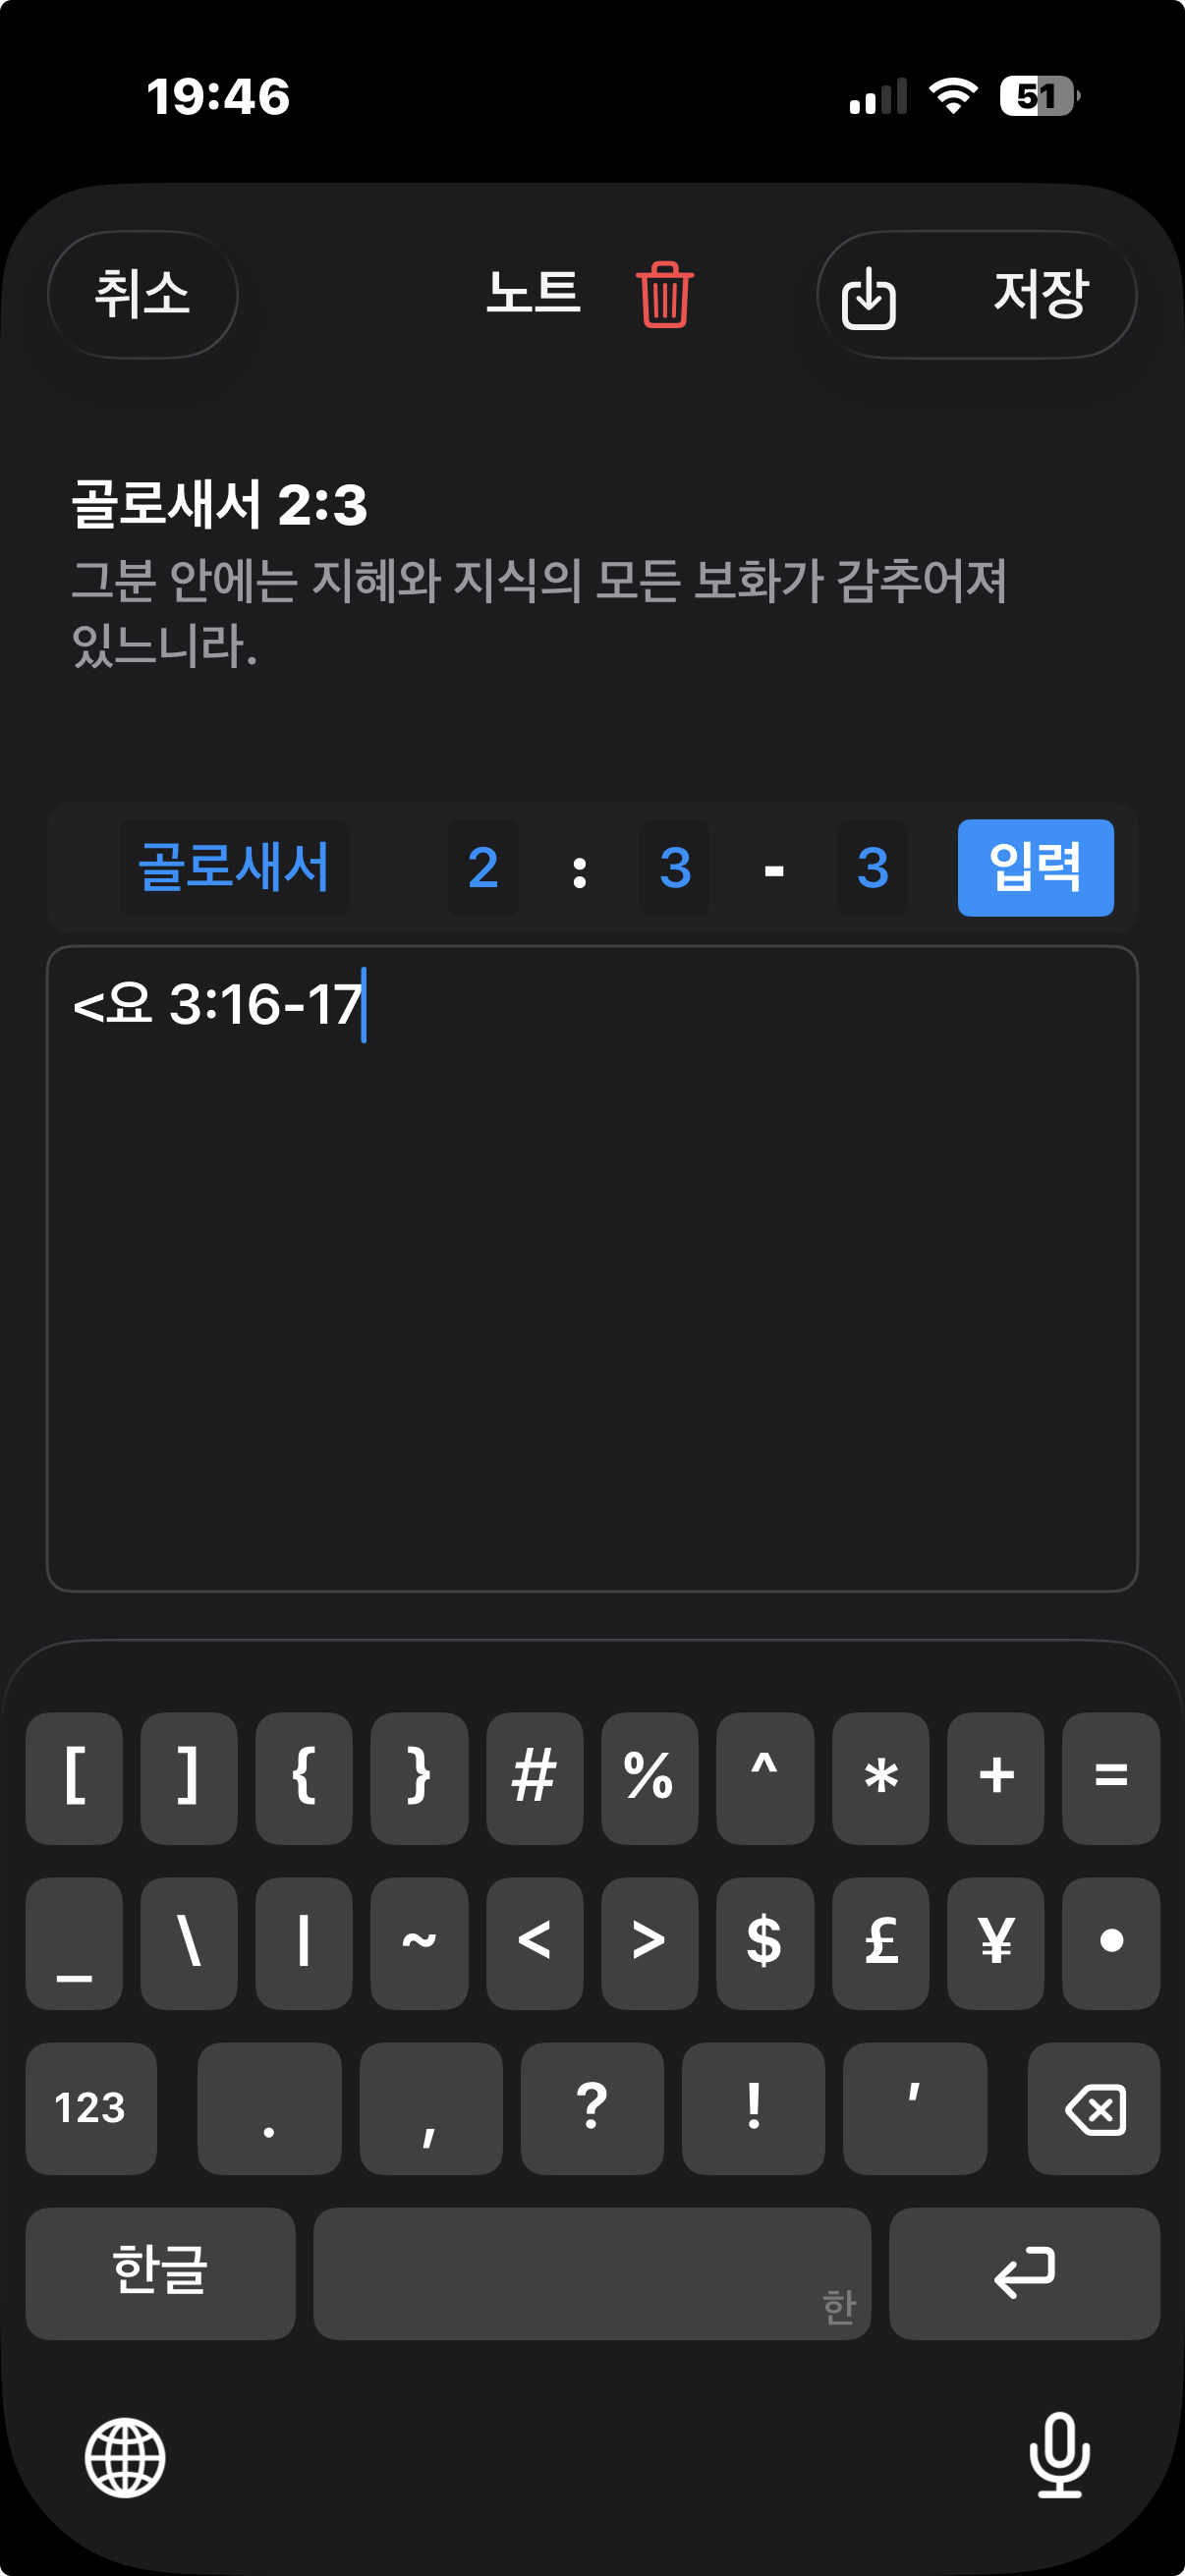 19:46
51
취소 노트 저장
골로새서 2:3
그분 안에는 지혜와 지식의 모든 보화가 감추어져
있느니라.
골로새서 2 : 3 - 3 입력
<요 3:16-17
[ ] { } # % ^ * + =
_ \ | ~ < > $ £ ¥ •
123 . , ? ! ′
한글 한